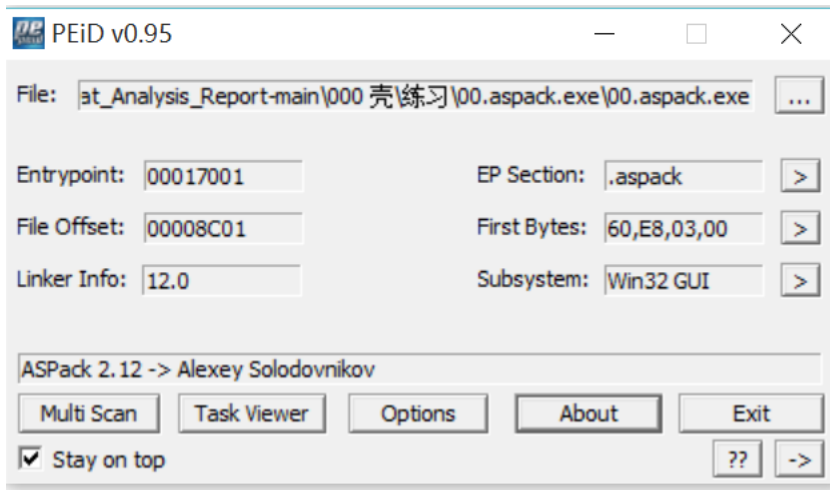 PEiD v0.95
File: at_Analysis_Report-main\000 壳\练习\00.aspack.exe\00.aspack.exe ...
Entrypoint: 00017001 EP Section: .aspack >
File Offset: 00008C01 First Bytes: 60,E8,03,00 >
Linker Info: 12.0 Subsystem: Win32 GUI >
ASPack 2.12 -> Alexey Solodovnikov
Multi Scan Task Viewer Options About Exit
Stay on top ?? ->